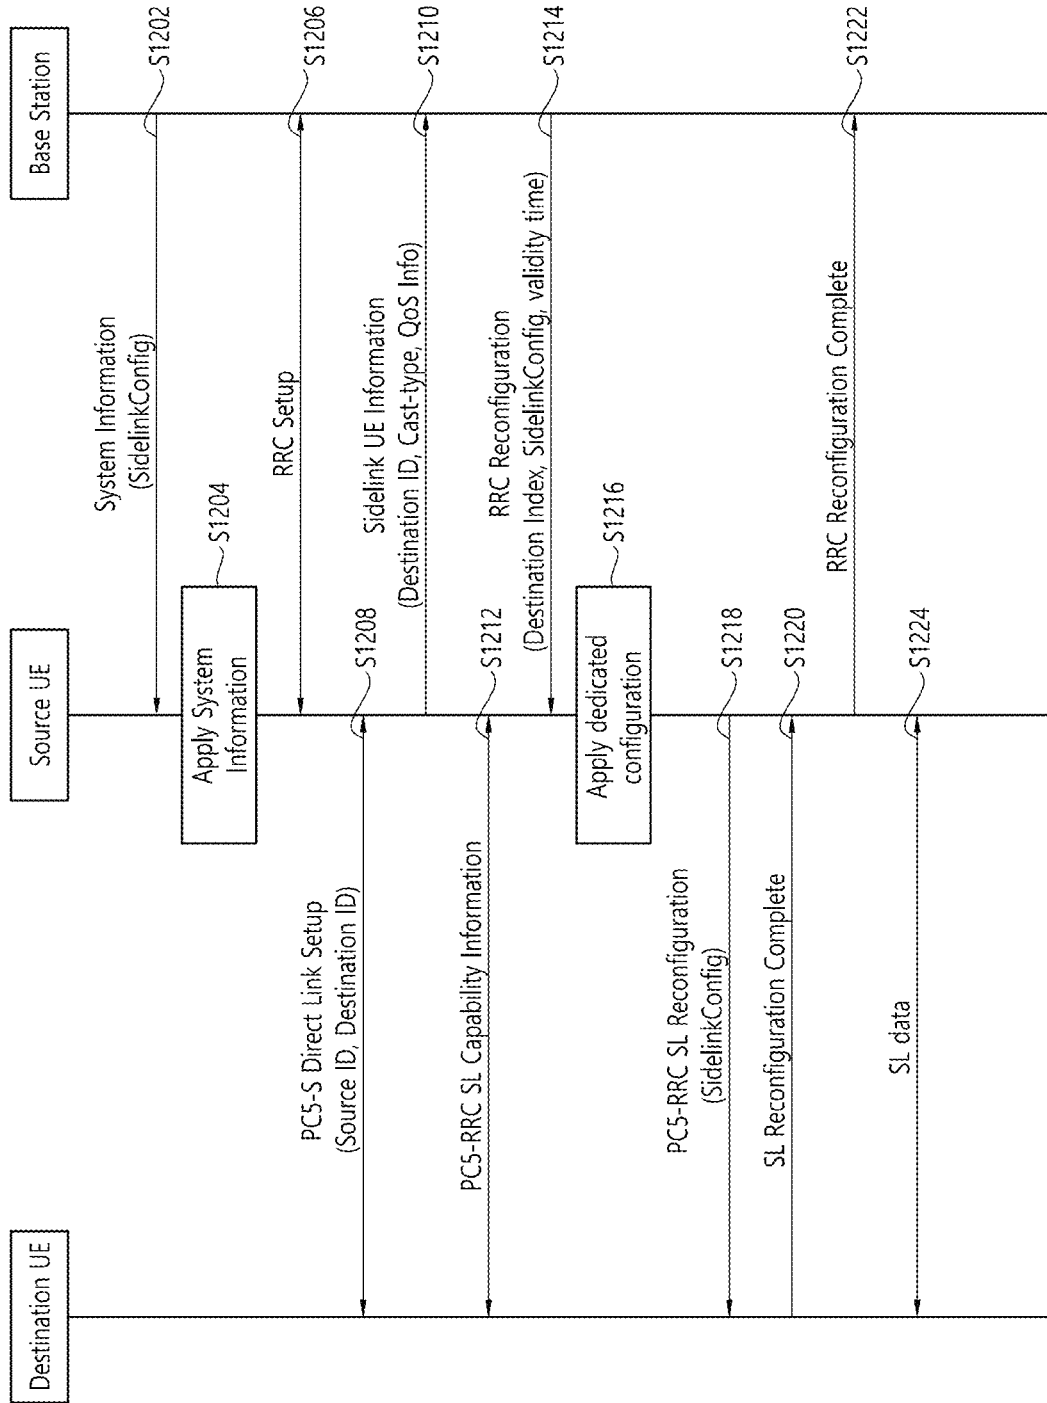 Destination UE
Source UE
Base Station
System Information
(SidelinkConfig)
S1202
Apply System
Information
S1204
RRC Setup
S1206
PC5-S Direct Link Setup
(Source ID, Destination ID)
S1208
Sidelink UE Information
(Destination ID, Cast-type, QoS Info)
S1210
PC5-RRC SL Capability Information
S1212
RRC Reconfiguration
(Destination Index, SidelinkConfig, validity time)
S1214
Apply dedicated
configuration
S1216
PC5-RRC SL Reconfiguration
(SidelinkConfig)
S1218
SL Reconfiguration Complete
S1220
RRC Reconfiguration Complete
S1222
SL data
S1224